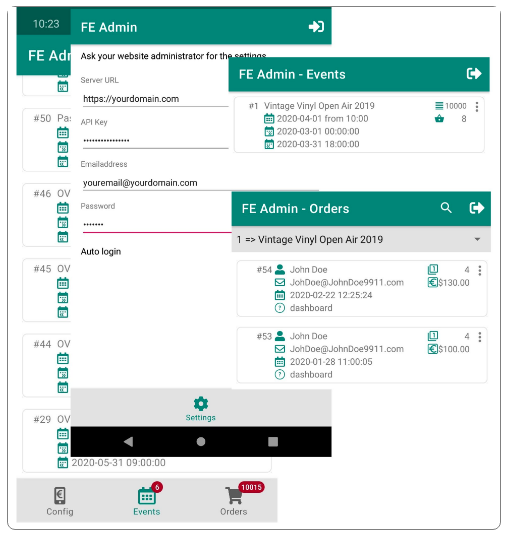 10:23
FE Adm
#50 Pas
#46 OV
#45 OV
#44 OV
#29 OV
2020-05-31 09:00:00
Config
6
Events
10015
Orders
FE Admin
Ask your website administrator for the settings
Server URL
https://yourdomain.com
API Key
••••••••••••••••
Emailaddress
youremail@yourdomain.com
Password
•••••••
Auto login
Settings
FE Admin - Events
#1 Vintage Vinyl Open Air 2019 10000
2020-04-01 from 10:00 8
2020-03-01 00:00:00
2020-03-31 18:00:00
FE Admin - Orders
1 => Vintage Vinyl Open Air 2019
#54 John Doe 4
JohDoe@JohnDoe9911.com $130.00
2020-02-22 12:25:24
dashboard
#53 John Doe 4
JohDoe@JohnDoe9911.com $100.00
2020-01-28 11:00:05
dashboard